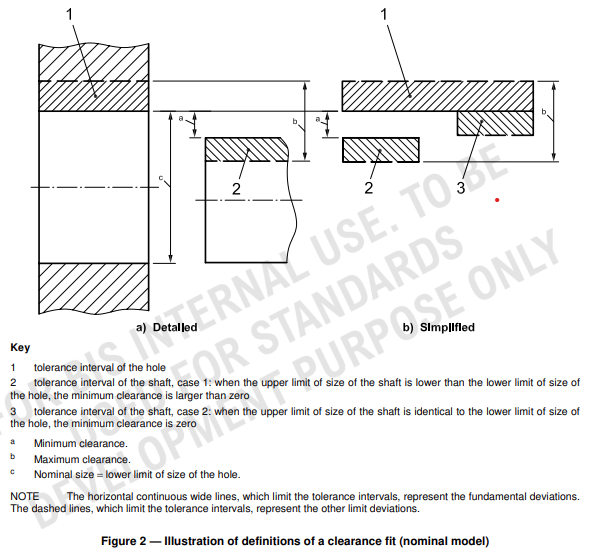 1
1
a
b
a
b
c
2
2
3
a) Detailed
b) Simplified
Key
1 tolerance interval of the hole
2 tolerance interval of the shaft, case 1: when the upper limit of size of the shaft is lower than the lower limit of size of
the hole, the minimum clearance is larger than zero
3 tolerance interval of the shaft, case 2: when the upper limit of size of the shaft is identical to the lower limit of size of
the hole, the minimum clearance is zero
a Minimum clearance.
b Maximum clearance.
c Nominal size = lower limit of size of the hole.
NOTE The horizontal continuous wide lines, which limit the tolerance intervals, represent the fundamental deviations.
The dashed lines, which limit the tolerance intervals, represent the other limit deviations.
Figure 2 — Illustration of definitions of a clearance fit (nominal model)
FOR BIS INTERNAL USE. TO BE
USED FOR STANDARDS
DEVELOPMENT PURPOSE ONLY